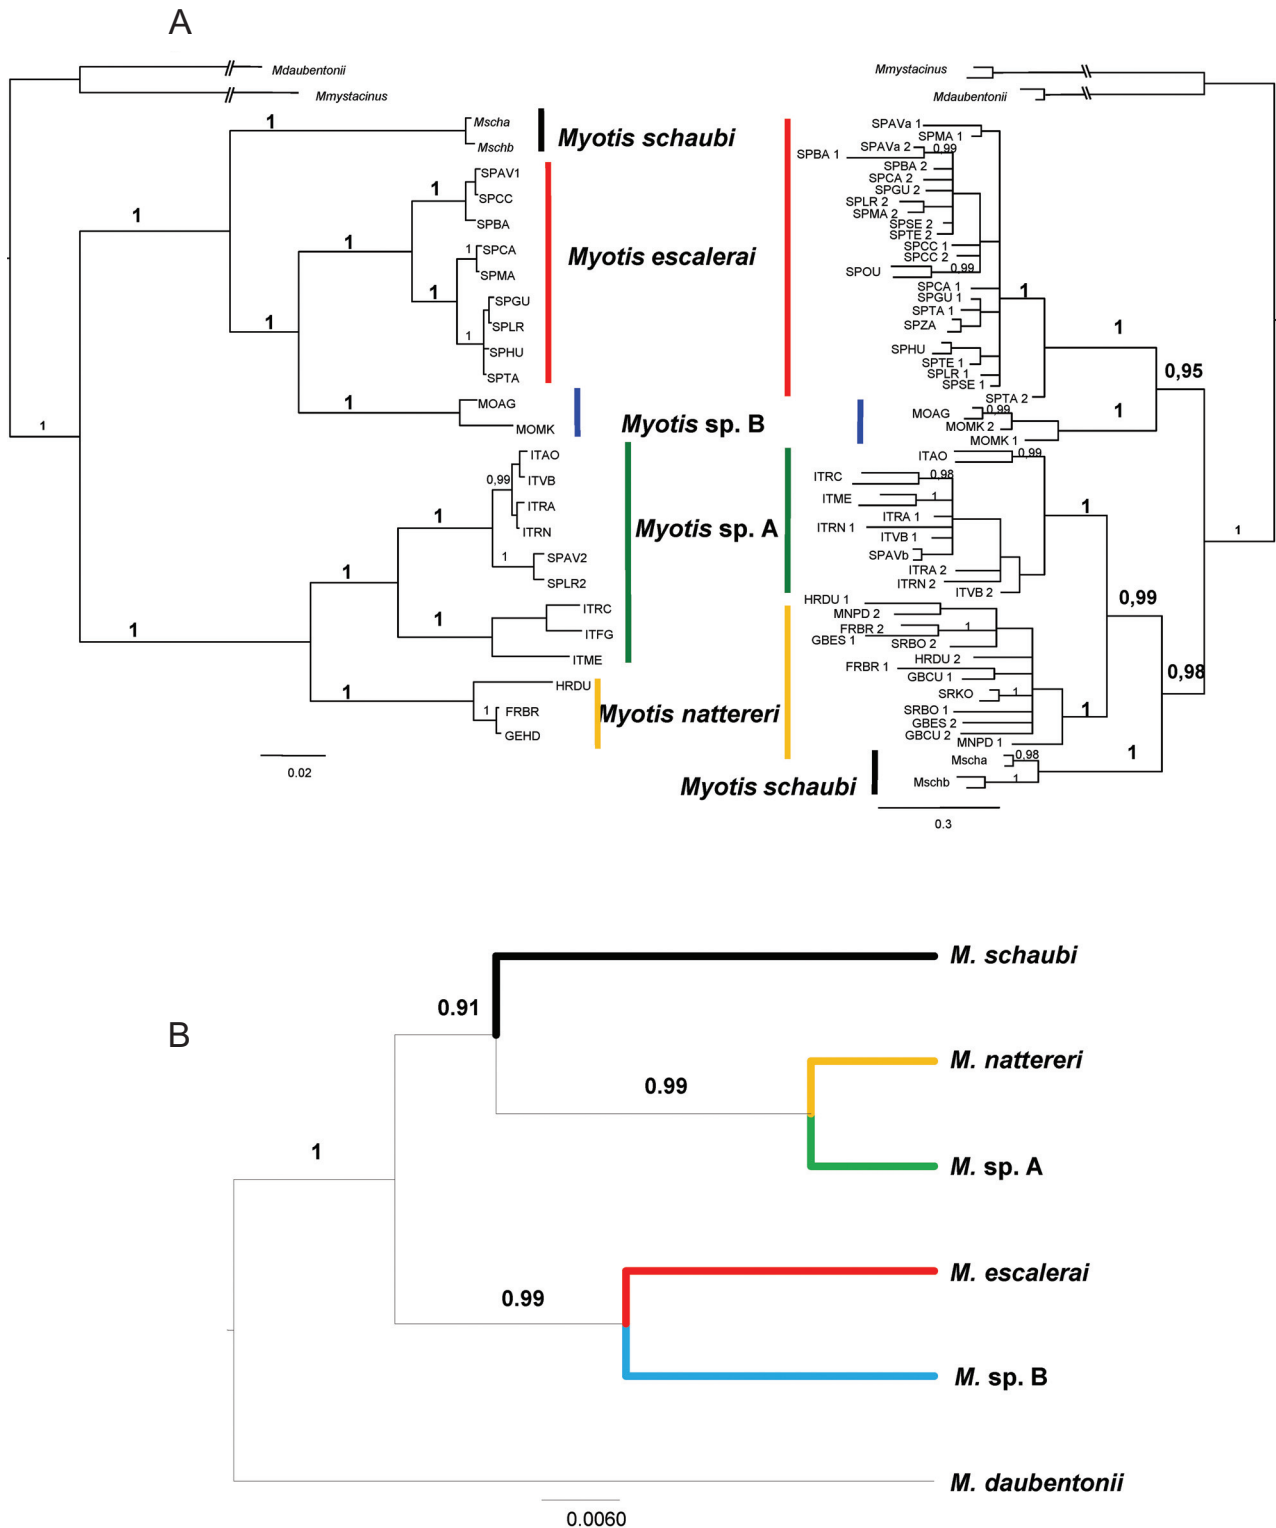 A
Mdaubentonii
Mmystacinus
1
Mscha
Mschb
Myotis schaubi
1
1
SPAV1
SPCC
SPBA
1
1
SPCA
SPMA
1
SPGU
SPLR
1
SPHU
SPTA
Myotis escalerai
1
1
MOAG
MOMK
Myotis sp. B
1
ITAO
0,99
ITVB
ITRA
ITRN
1
1
SPAV2
SPLR2
1
ITRC
1
ITFG
ITME
Myotis sp. A
1
HRDU
1
1
FRBR
GEHD
Myotis nattereri
0.02
Myotis schaubi
Mmystacinus
Mdaubentonii
SPAVa 1
SPMA 1
SPAVa 2
0,99
SPBA 1
SPBA 2
SPCA 2
SPGU 2
SPLR 2
SPMA 2
SPSE 2
SPTE 2
SPCC 1
SPCC 2
SPOU
0,99
SPCA 1
SPGU 1
1
SPTA 1
SPZA
1
SPHU
SPTE 1
SPLR 1
0,95
SPSE 1
SPTA 2
MOAG
0,99
1
MOMK 2
MOMK 1
ITAO
0,99
ITRC
0,98
ITME
1
1
ITRA 1
ITRN 1
1
ITVB 1
SPAVb
ITRA 2
ITRN 2
ITVB 2
0,99
HRDU 1
MNPD 2
FRBR 2
1
GBES 1
SRBO 2
HRDU 2
FRBR 1
0,98
GBCU 1
SRKO
1
SRBO 1
1
GBES 2
GBCU 2
MNPD 1
Mscha
0,98
1
Mschb
1
0.3
B
M. schaubi
0.91
M. nattereri
0.99
1
M. sp. A
M. escalerai
0.99
M. sp. B
M. daubentonii
0.0060